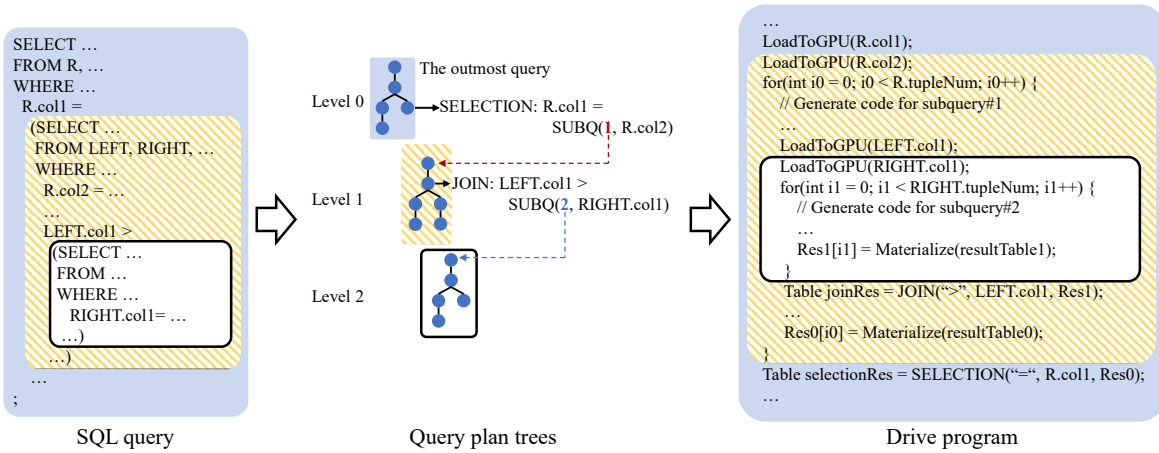 SELECT …
FROM R, …
WHERE …
R.col1 =
(SELECT …
FROM LEFT, RIGHT, …
WHERE …
R.col2 = …
…
LEFT.col1 >
(SELECT …
FROM …
WHERE …
RIGHT.col1= …
…)
…)
…
;
SQL query
The outmost query
Level 0
SELECTION: R.col1 =
SUBQ(1, R.col2)
Level 1
JOIN: LEFT.col1 >
SUBQ(2, RIGHT.col1)
Level 2
Query plan trees
…
LoadToGPU(R.col1);
LoadToGPU(R.col2);
for(int i0 = 0; i0 < R.tupleNum; i0++) {
// Generate code for subquery#1
…
LoadToGPU(LEFT.col1);
LoadToGPU(RIGHT.col1);
for(int i1 = 0; i1 < RIGHT.tupleNum; i1++) {
// Generate code for subquery#2
…
Res1[i1] = Materialize(resultTable1);
}
Table joinRes = JOIN(“>”, LEFT.col1, Res1);
…
Res0[i0] = Materialize(resultTable0);
}
Table selectionRes = SELECTION(“=“, R.col1, Res0);
…
Drive program